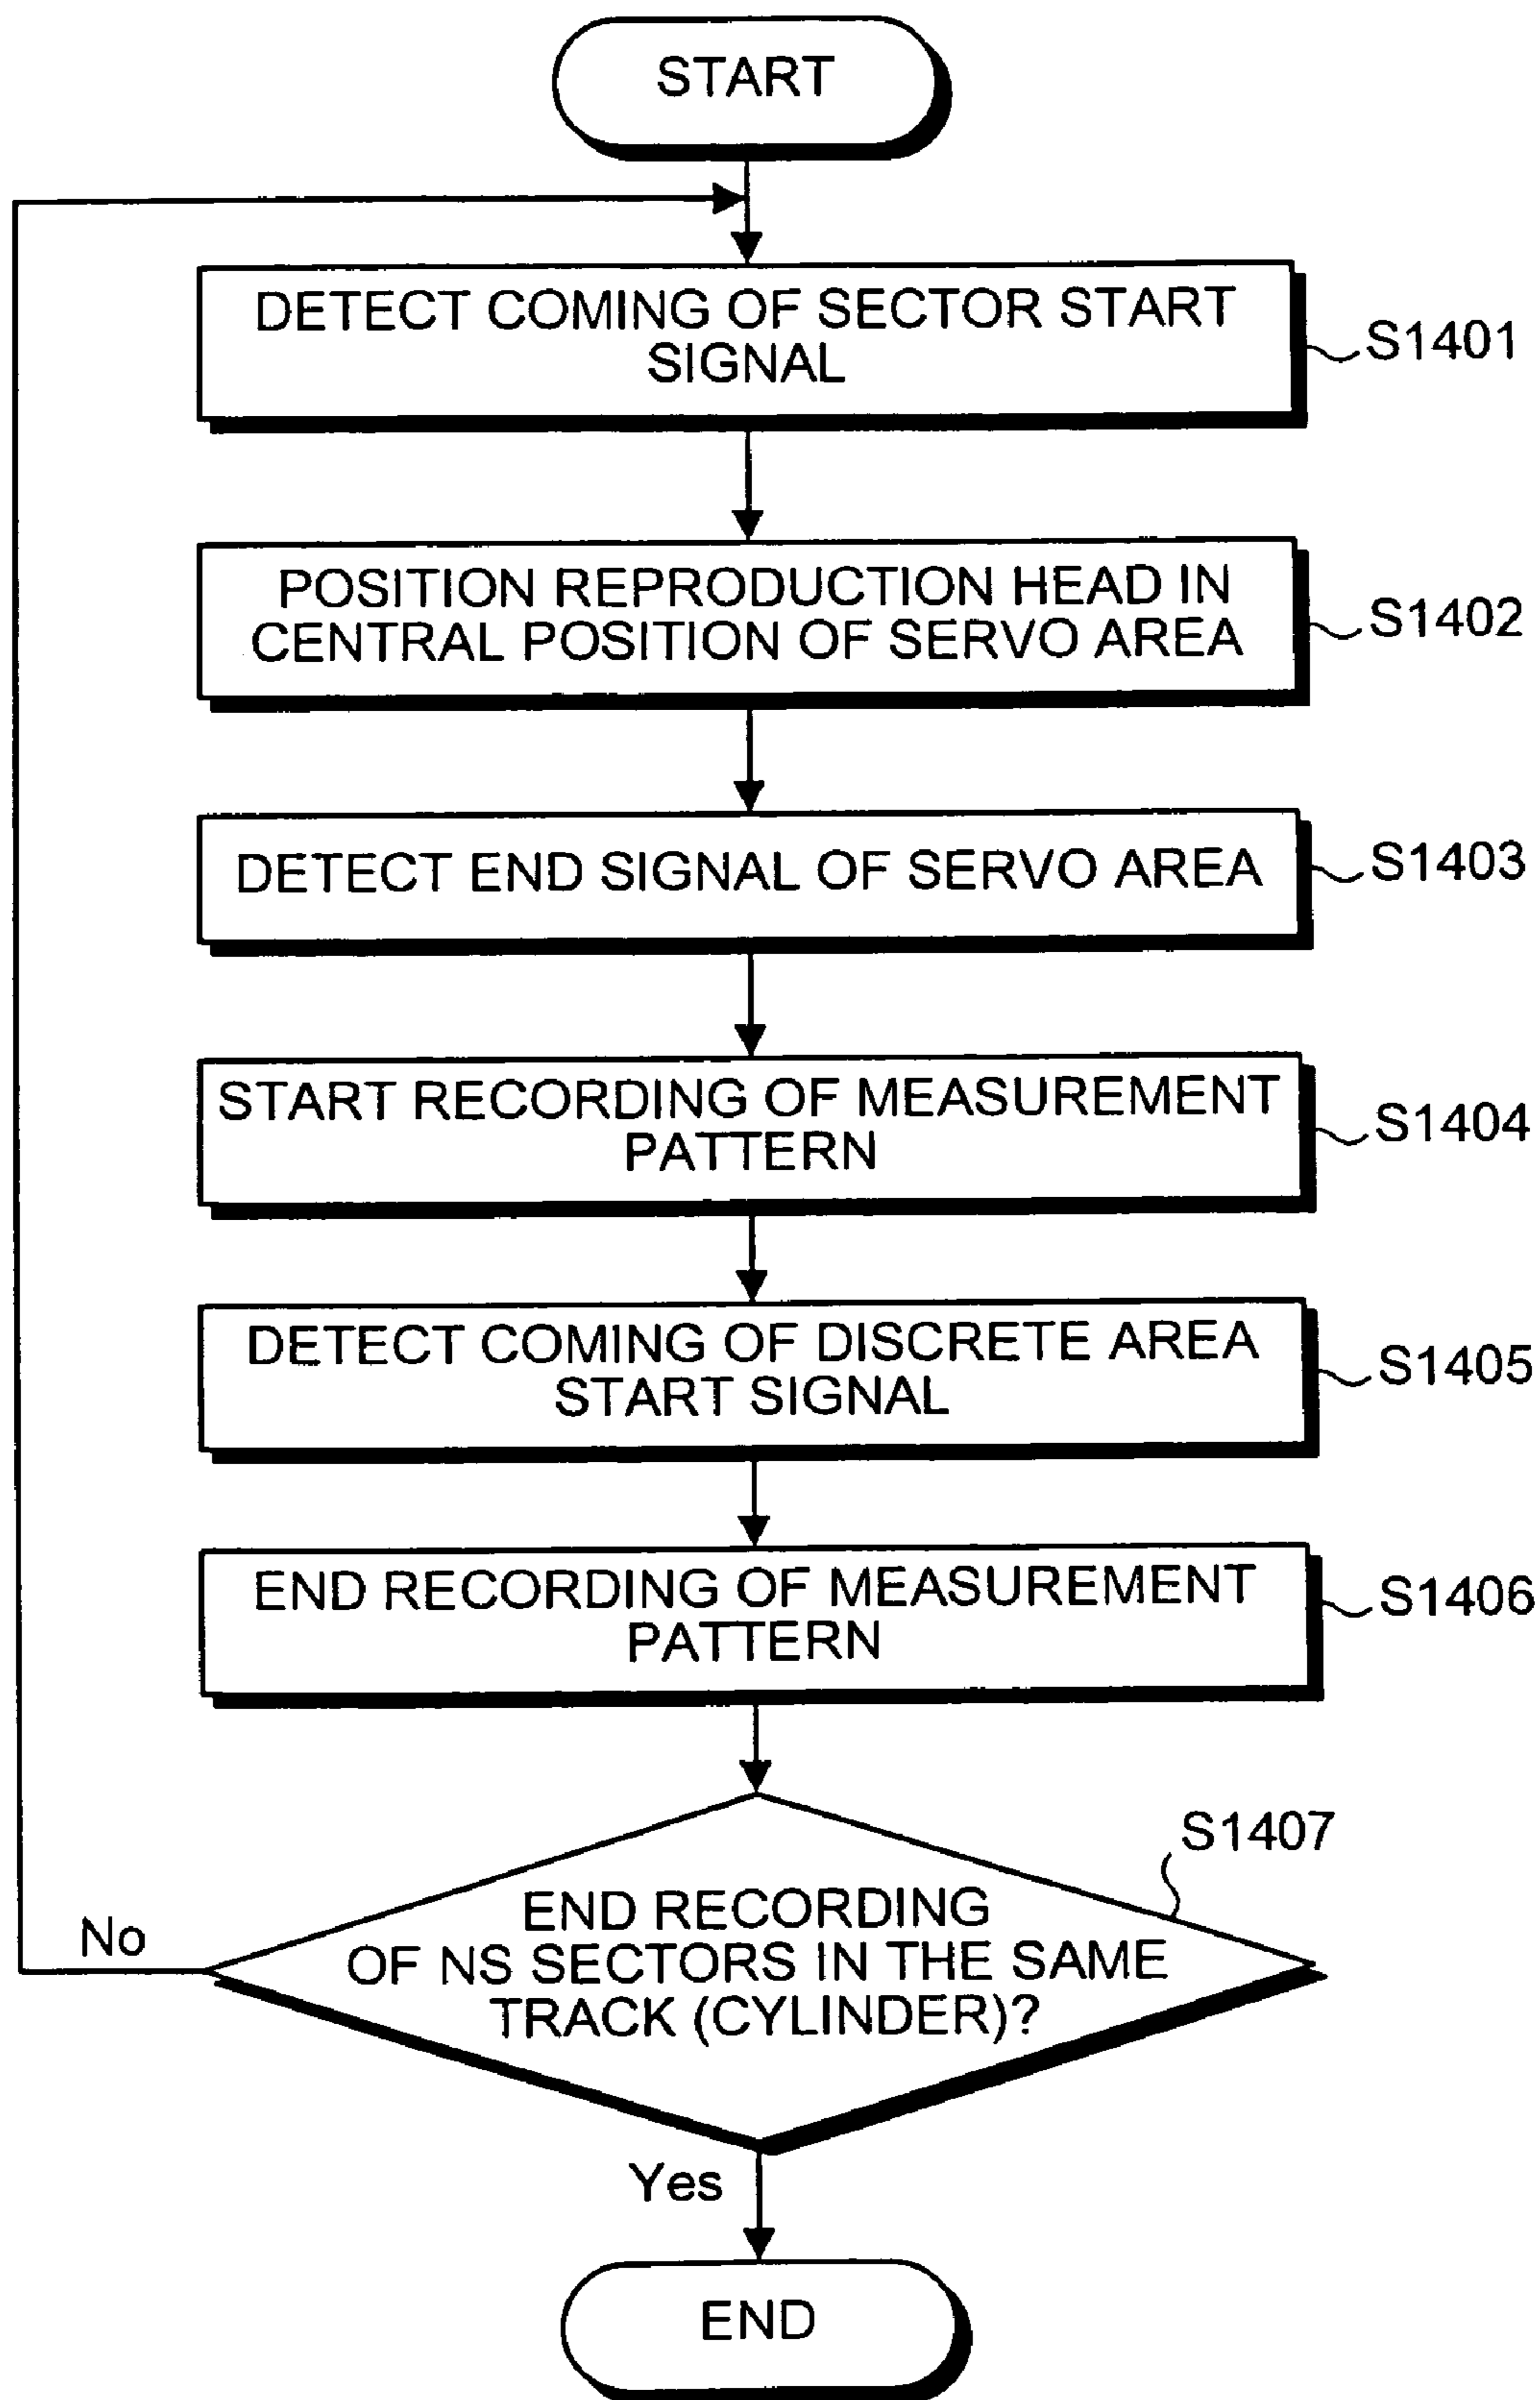 START
DETECT COMING OF SECTOR START
SIGNAL
S1401
POSITION REPRODUCTION HEAD IN
CENTRAL POSITION OF SERVO AREA
S1402
DETECT END SIGNAL OF SERVO AREA
S1403
START RECORDING OF MEASUREMENT
PATTERN
S1404
DETECT COMING OF DISCRETE AREA
START SIGNAL
S1405
END RECORDING OF MEASUREMENT
PATTERN
S1406
S1407
END RECORDING
OF NS SECTORS IN THE SAME
TRACK (CYLINDER)?
No
Yes
END